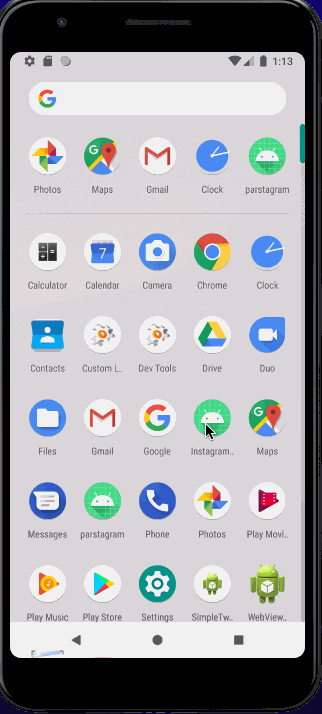 1:13
G
Photos Maps Gmail Clock parstagram
Calculator Calendar Camera Chrome Clock
7
Contacts Custom L.. Dev Tools Drive Duo
Files Gmail Google Instagram.. Maps
Messages parstagram Phone Photos Play Movi..
Play Music Play Store Settings SimpleTw.. WebView..